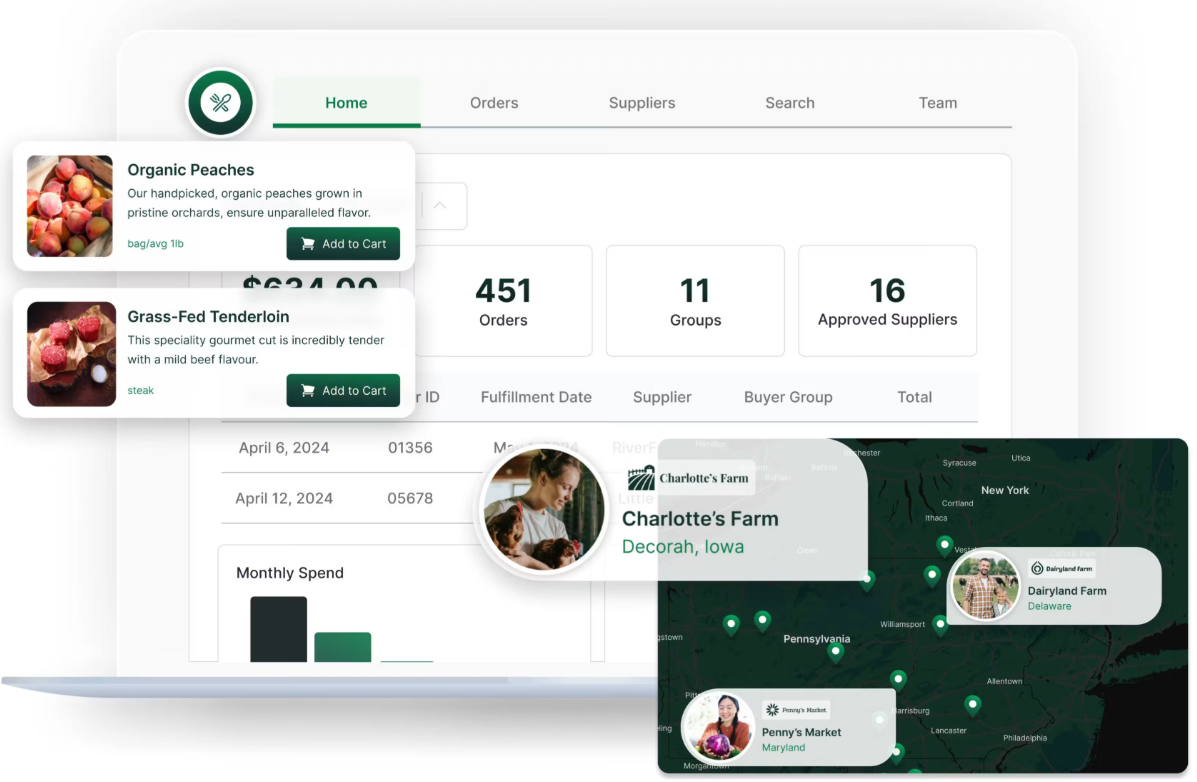 Home
Orders
Suppliers
Search
Team
Organic Peaches
Our handpicked, organic peaches grown in
pristine orchards, ensure unparalleled flavor.
bag/avg 1lb
Add to Cart
451
Orders
11
Groups
16
Approved Suppliers
Grass-Fed Tenderloin
This speciality gourmet cut is incredibly tender
with a mild beef flavour.
steak
Add to Cart
ID
Fulfillment Date
Supplier
Buyer Group
Total
April 6, 2024
01356
April 12, 2024
05678
Little
Monthly Spend
Charlotte's Farm
Charlotte's Farm
Decorah, Iowa
Syracuse
Utica
New York
Cortland
Ithaca
Dairyland Farm
Dairyland Farm
Delaware
Williamsport
Pennsylvania
Allentown
Harrisburg
Lancaster
Philadelphia
Penny's Market
Penny's Market
Maryland